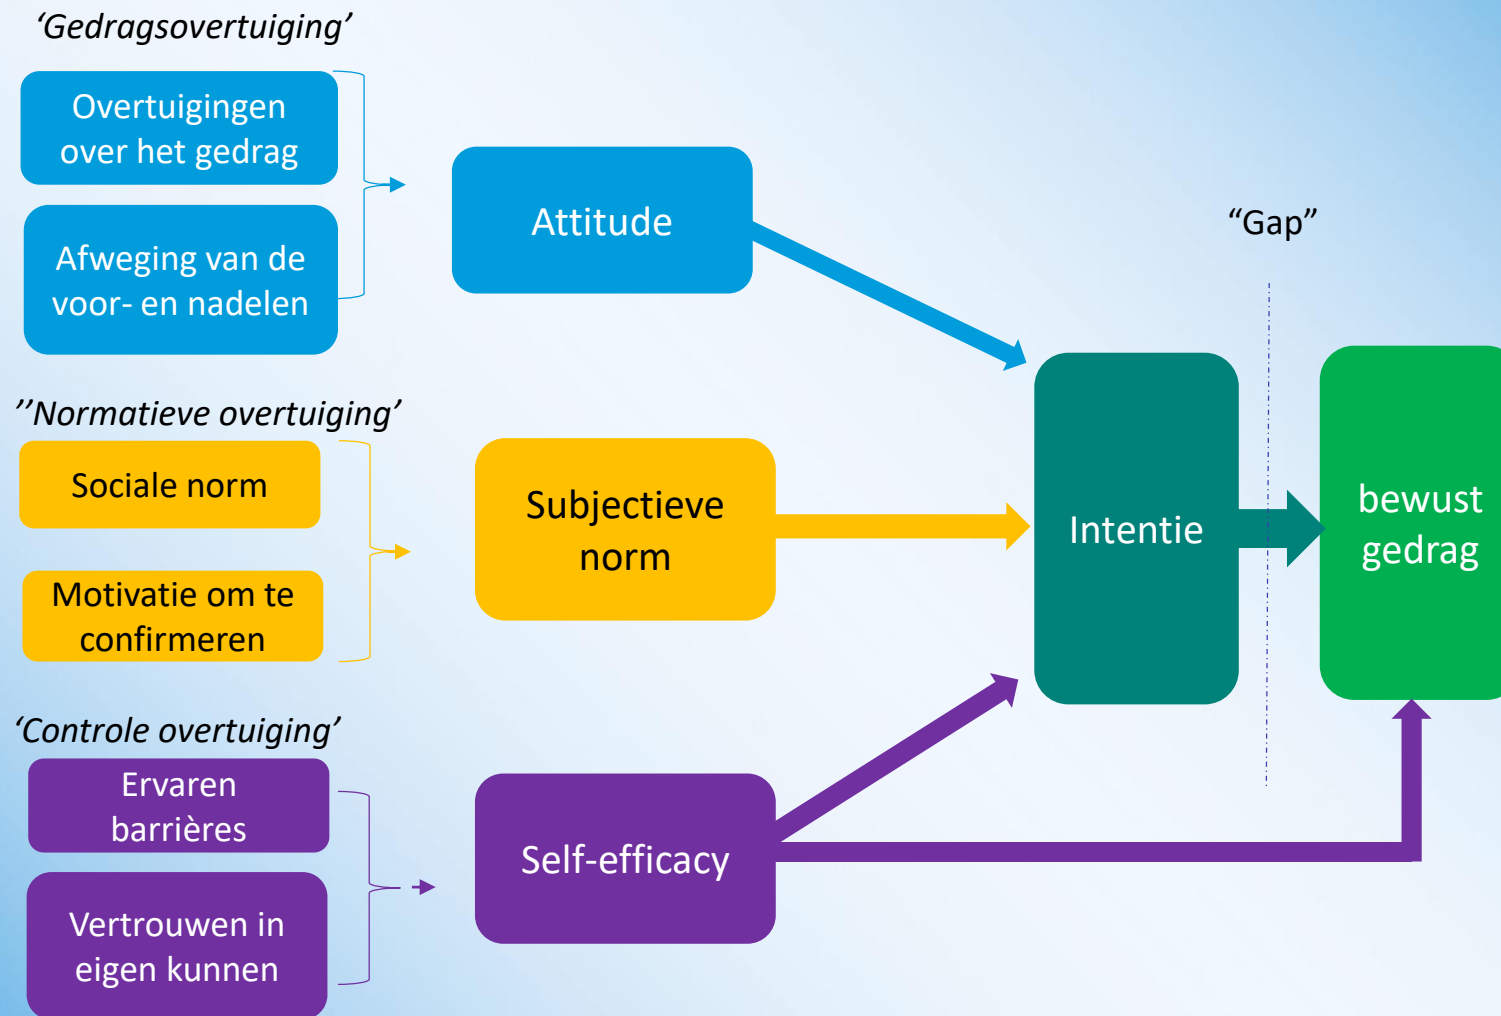 ‘Gedragsovertuiging’
Overtuigingen
over het gedrag
Afweging van de
voor- en nadelen
Attitude
“Gap”
’’Normatieve overtuiging’
Sociale norm
Motivatie om te
confirmeren
Subjectieve
norm
Intentie
bewust
gedrag
‘Controle overtuiging’
Ervaren
barrières
Vertrouwen in
eigen kunnen
Self-efficacy